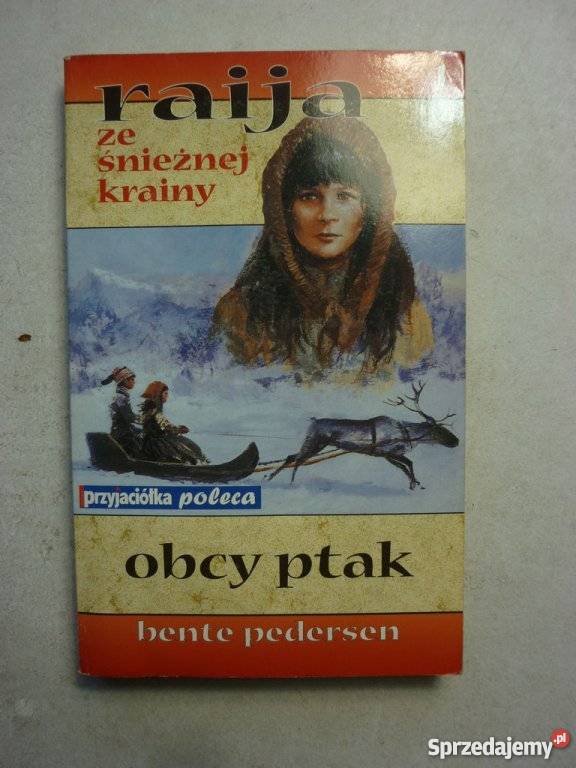 raija
ze
śnieżnej
krainy
przyjaciółka poleca
obcy ptak
bente pedersen
Sprzedajemy.pl